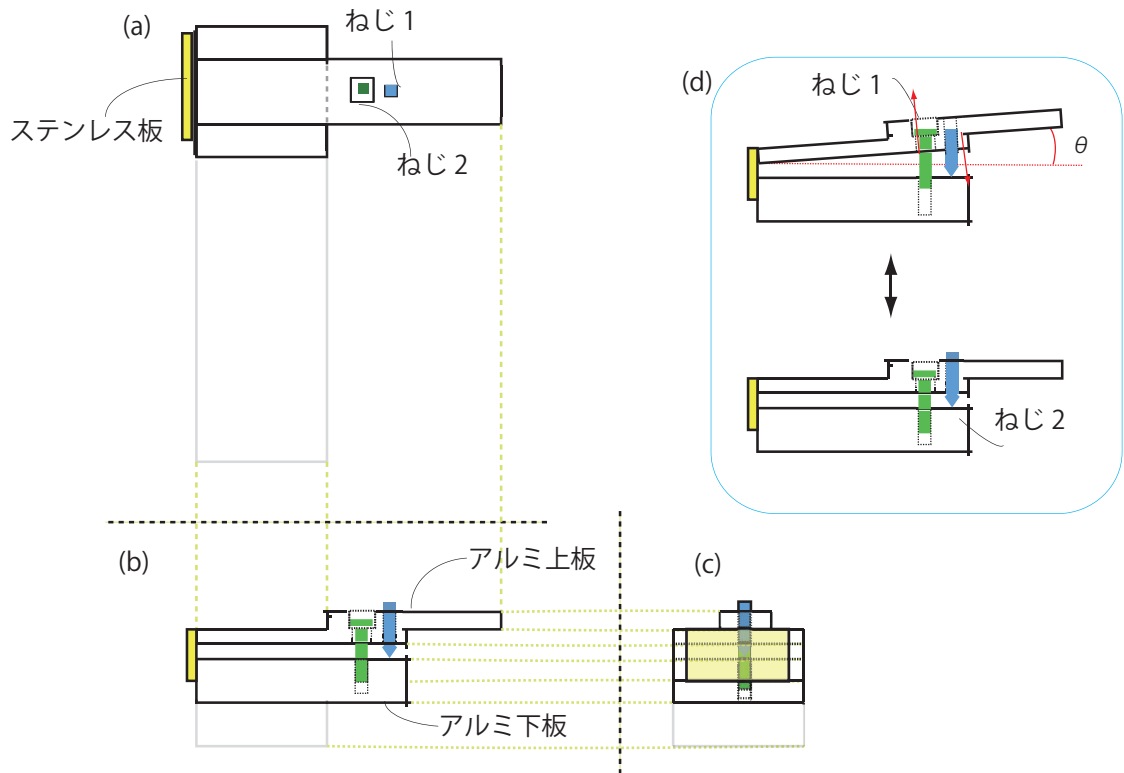 (a)
ねじ 1
ステンレス板
ねじ 2
(d)
ねじ 1
θ
ねじ 2
(b)
アルミ上板
(c)
アルミ下板